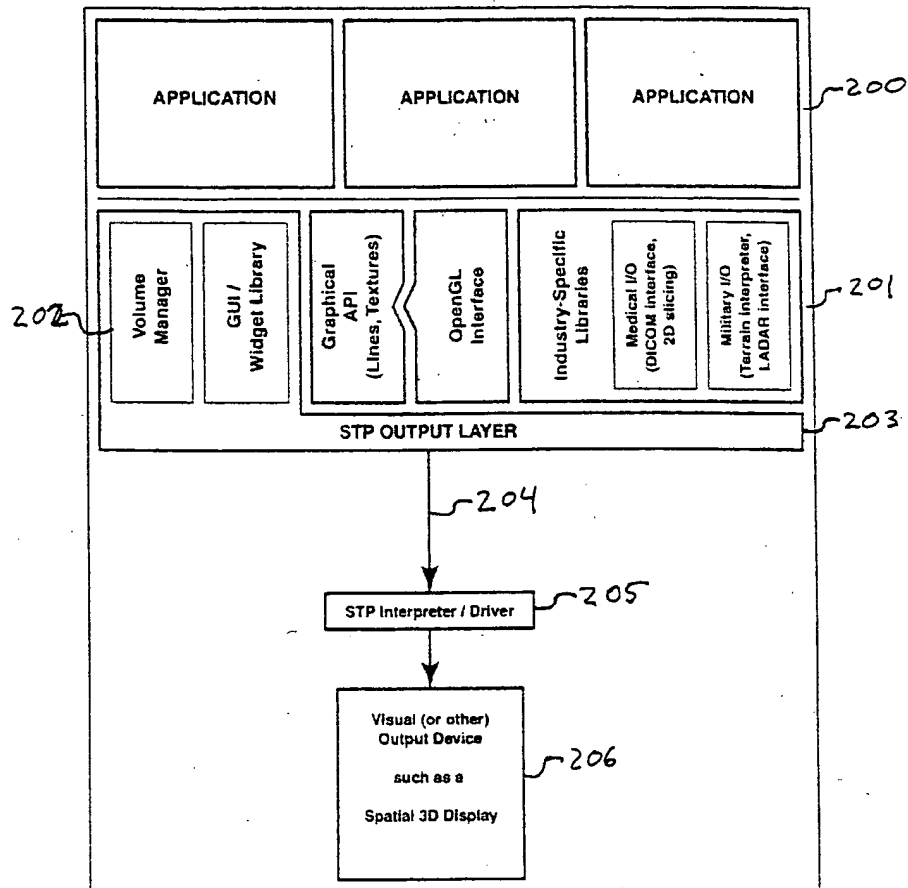 APPLICATION
APPLICATION
APPLICATION
200
Volume
Manager
GUI /
Widget Library
Graphical
API
(Lines, Textures)
OpenGL
Interface
Industry-Specific
Libraries
Medical I/O
(DICOM interface,
2D slicing)
Military I/O
(Terrain interpreter,
LADAR interface)
201
202
STP OUTPUT LAYER
203
204
STP Interpreter / Driver
205
Visual (or other)
Output Device
such as a
Spatial 3D Display
206